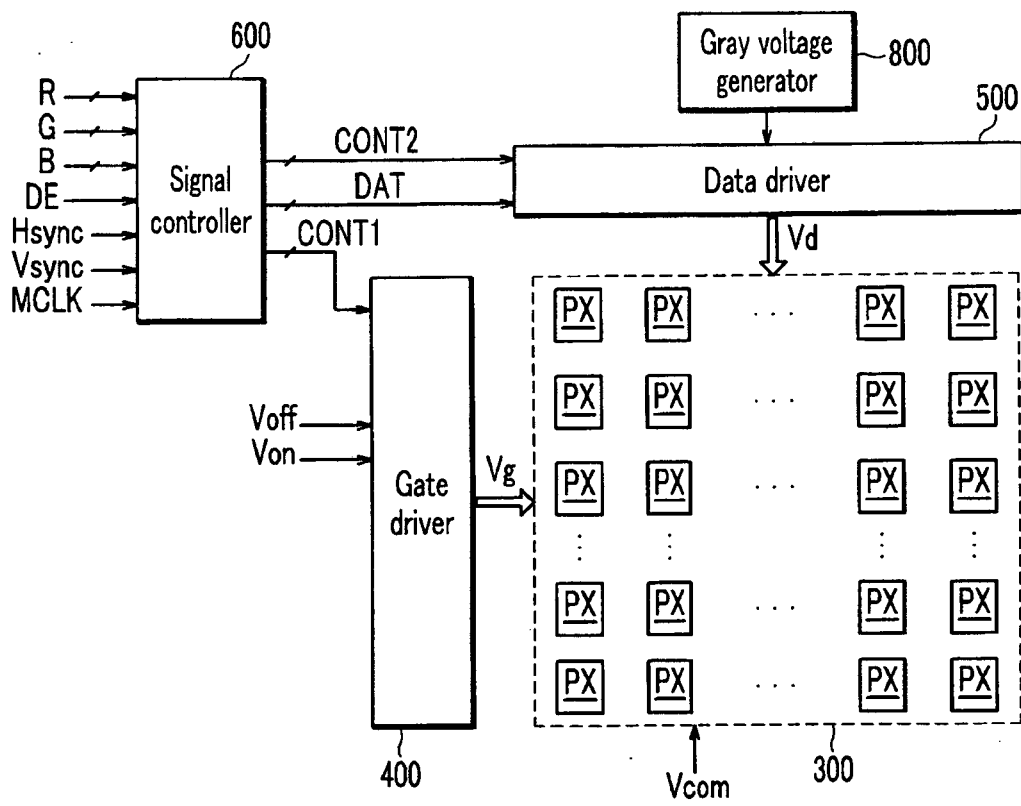 600
Gray voltage
generator
800
R
G
B
DE
Hsync
Vsync
MCLK
Signal
controller
CONT2
DAT
CONT1
500
Data driver
Vd
Voff
Von
Gate
driver
Vg
PX PX · · · PX PX
PX PX · · · PX PX
PX PX · · · PX PX
PX PX · · · PX PX
PX PX · · · PX PX
400
Vcom
300